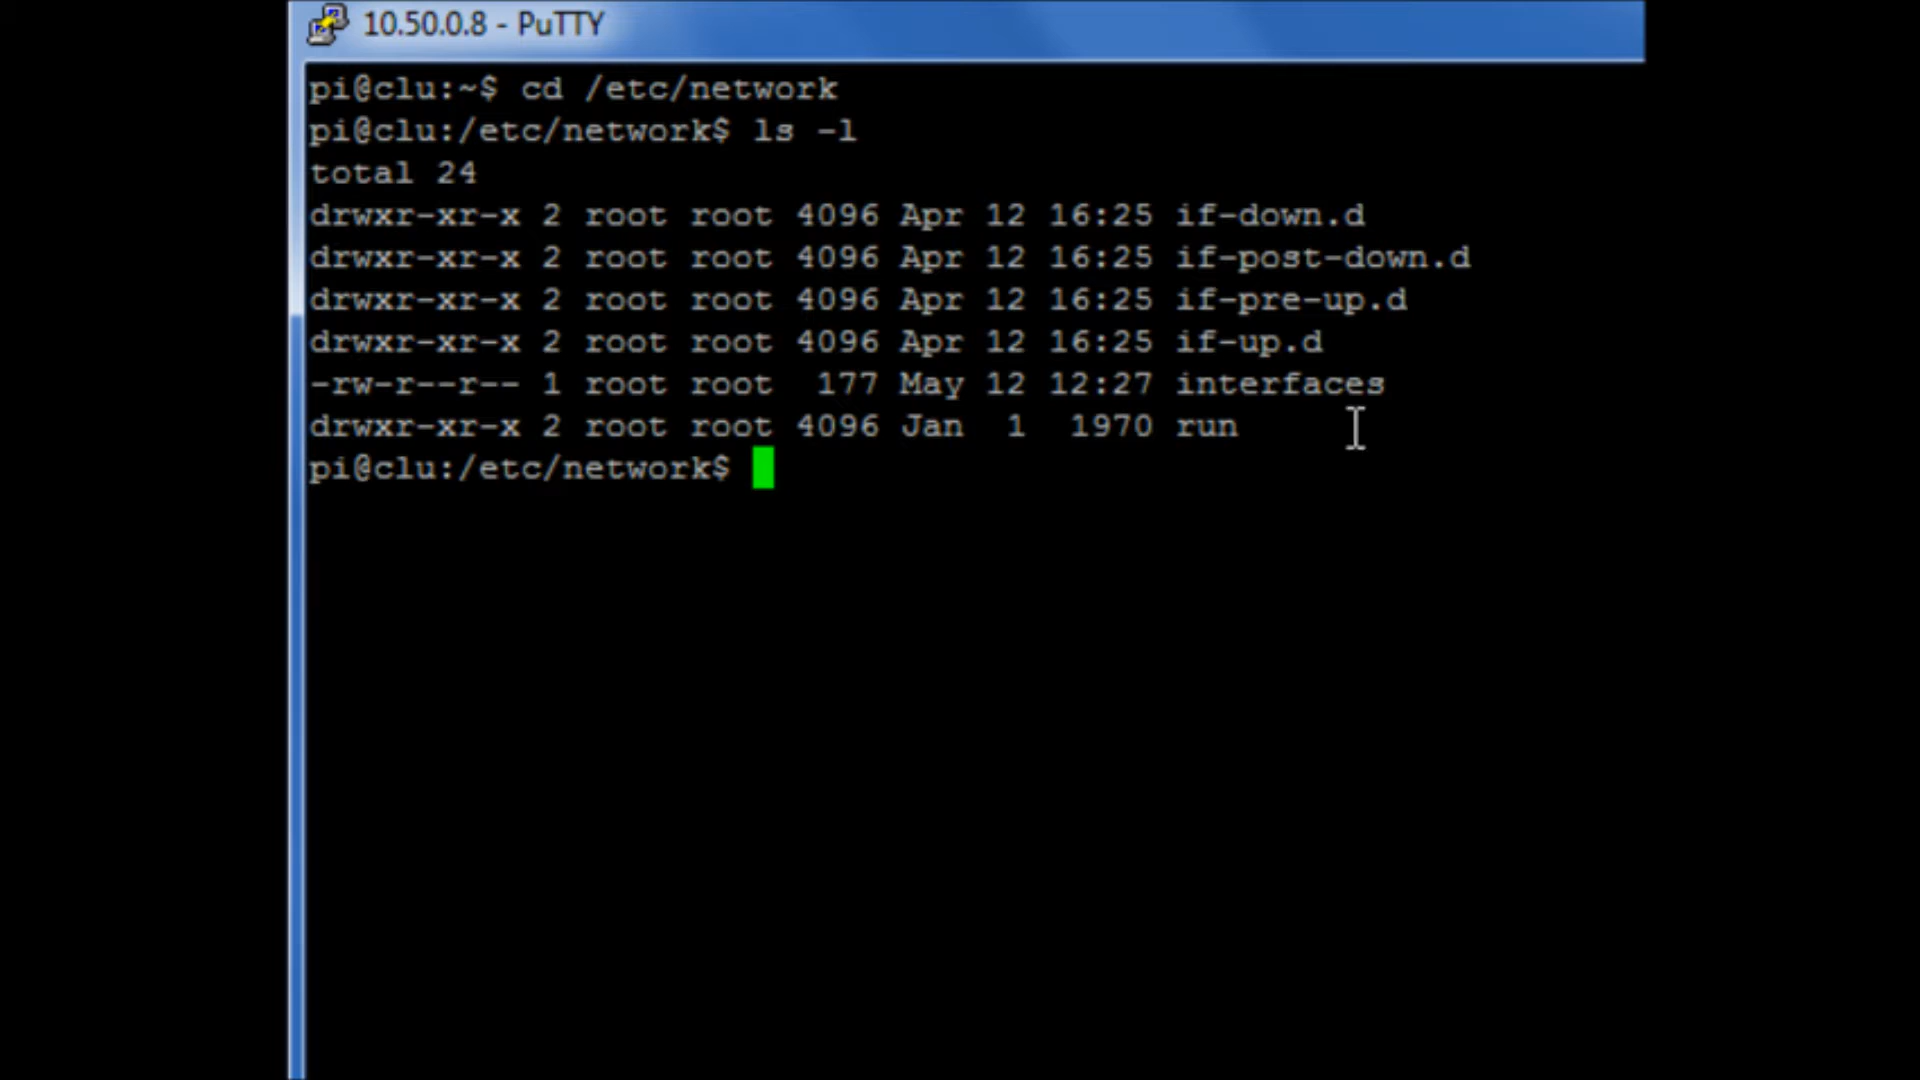 10.50.0.8 - PuTTY
pi@clu:~$ cd /etc/network
pi@clu:/etc/network$ ls -l
total 24
drwxr-xr-x 2 root root 4096 Apr 12 16:25 if-down.d
drwxr-xr-x 2 root root 4096 Apr 12 16:25 if-post-down.d
drwxr-xr-x 2 root root 4096 Apr 12 16:25 if-pre-up.d
drwxr-xr-x 2 root root 4096 Apr 12 16:25 if-up.d
-rw-r--r-- 1 root root  177 May 12 12:27 interfaces
drwxr-xr-x 2 root root 4096 Jan  1  1970 run
pi@clu:/etc/network$